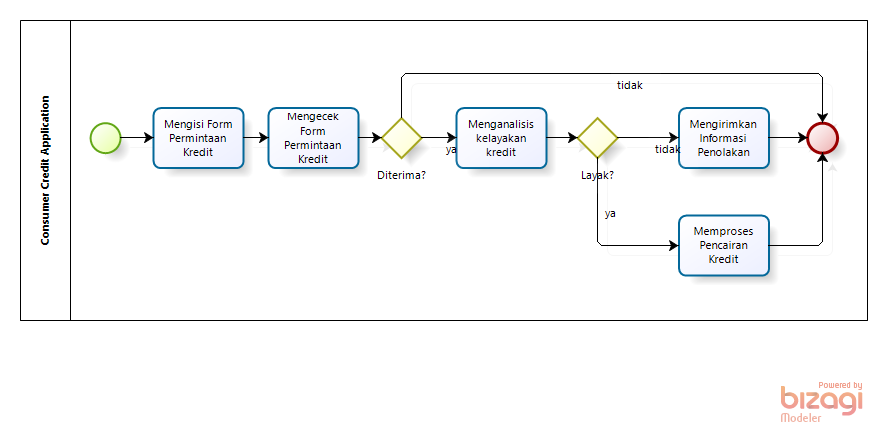 Consumer Credit Application
Mengisi Form
Permintaan
Kredit
Mengecek
Form
Permintaan
Kredit
Diterima?
ya
tidak
Menganalisis
kelayakan
kredit
Layak?
tidak
ya
Mengirimkan
Informasi
Penolakan
Memproses
Pencairan
Kredit
Powered by
bizagi
Modeler